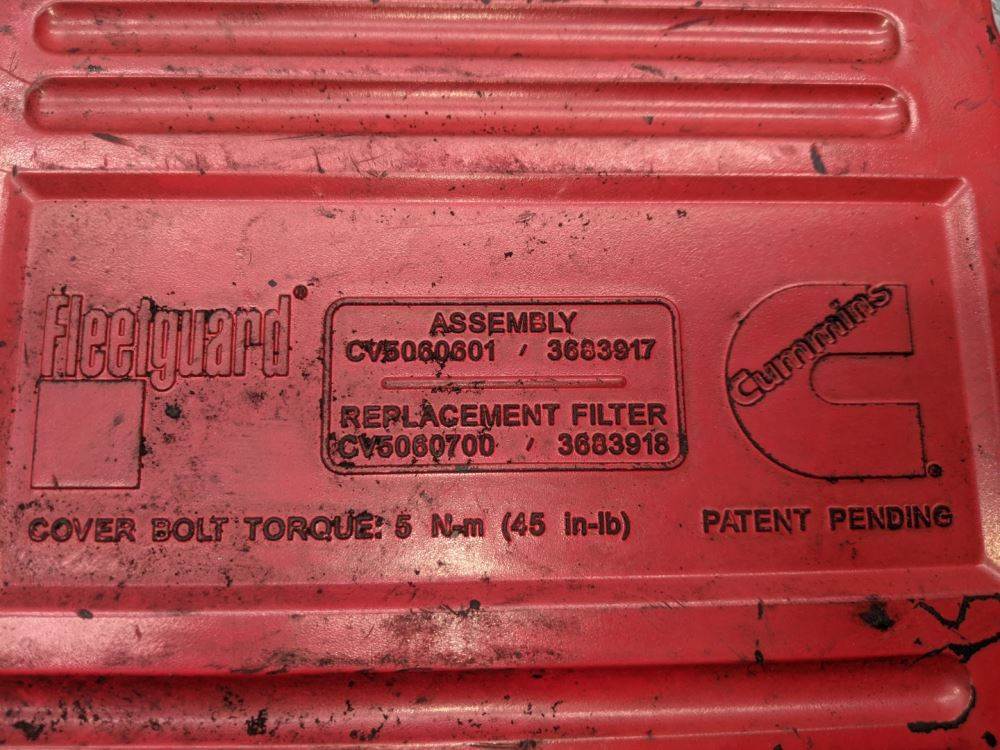 Fleetguard®
ASSEMBLY
CV5060601 / 3683917
REPLACEMENT FILTER
CV5060700 / 3683918
Cummins
COVER BOLT TORQUE: 5 N-m (45 in-lb)
PATENT PENDING